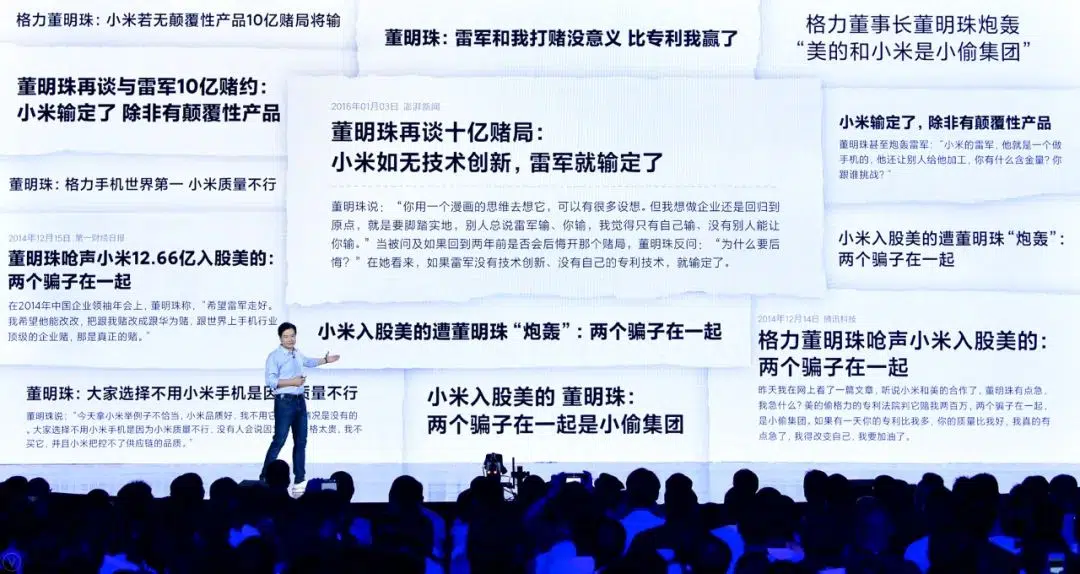 董明珠：小米若无颠覆性产品10亿赌局将输
董明珠再谈与雷军10亿赌约：
小米输定了 除非有颠覆性产品
董明珠：格力手机世界第一 小米质量不行
2014年12月15日 第一财经日报
董明珠呛声小米12.66亿入股美的：
两个骗子在一起
在2014年中国企业领袖年会上，董明珠称，“希望雷军走好。
我希望他能改改，把跟我赌改成跟华为赌，跟世界上手机行业
顶级的企业赌，那是真正的赌。”
董明珠：大家选择不用小米手机是因 质量不行
董明珠说：“今天拿小米举例子不恰当，小米品质好，我不用它 情况是没有的
。大家选择不用小米手机是因为小米质量不行，没有人会说因 格太贵，我不
买它，并且小米把控不了供应链的品质。”
董明珠：雷军和我打赌没意义 比专利我赢了
2016年01月03日 澎湃新闻
董明珠再谈十亿赌局：
小米如无技术创新，雷军就输定了
董明珠说：“你用一个漫画的思维去想它，可以有很多设想。但我想做企业还是回归到
原点，就是要脚踏实地，别人总说雷军输、你输，我觉得只有自己输，没有别人能让
你输。”当被问及如果回到两年前是否会后悔开那个赌局，董明珠反问：“为什么要后
悔？”在她看来，如果雷军没有技术创新、没有自己的专利技术，就输定了。
小米入股美的遭董明珠“炮轰”：两个骗子在一起
小米入股美的 董明珠：
两个骗子在一起是小偷集团
格力董事长董明珠炮轰
“美的和小米是小偷集团”
小米输定了，除非有颠覆性产品
董明珠甚至炮轰雷军：“小米的雷军，他就是一个做
手机的，他还让别人给他加工，你有什么含金量？你
跟谁挑战？”
小米入股美的遭董明珠“炮轰”：
两个骗子在一起
2014年12月14日 腾讯科技
格力董明珠呛声小米入股美的：
两个骗子在一起
昨天我在网上看了一篇文章，听说小米和美的合作了，董明珠有点急，
我急什么？美的偷格力的专利法院判它赔我两百万，两个骗子在一起，
是小偷集团。如果有一天你的专利比我多，你的质量比我好，我真的有
点急了，我得改变自己，我要加油了。